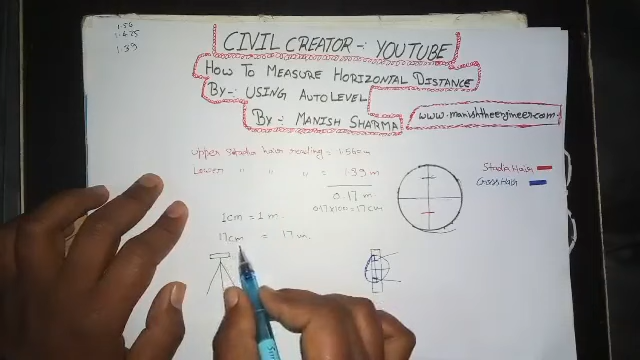 1.56
1.425
1.39
CIVIL CREATOR-: YOUTUBE
HOW TO MEASURE HORIZONTAL DISTANCE
BY-: USING AUTO LEVEL
By-: MANISH SHARMA
www.manishtheengineer.com
Upper Stadia hair reading = 1.560m
Lower " " " = 1.39 m
0.17 m
0.17x100=17cm
Stadia Hair
Cross Hair
1cm = 1 m.
17cm = 17 m.